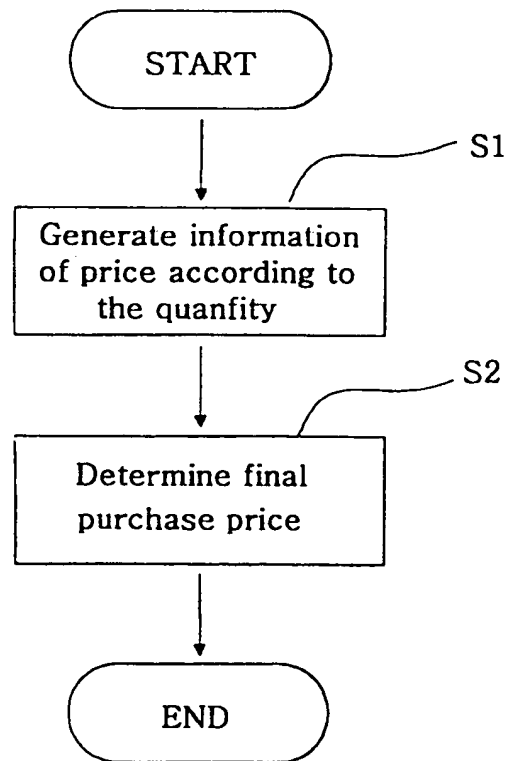 START
S1
Generate information
of price according to
the quanfity
S2
Determine final
purchase price
END